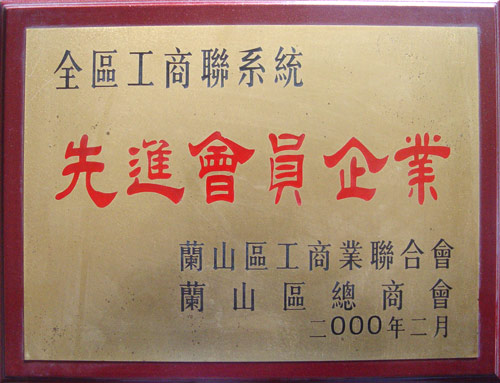 全區工商聯系統
先進會員企業
蘭山區工商業聯合會
蘭山區總商會
二000年二月